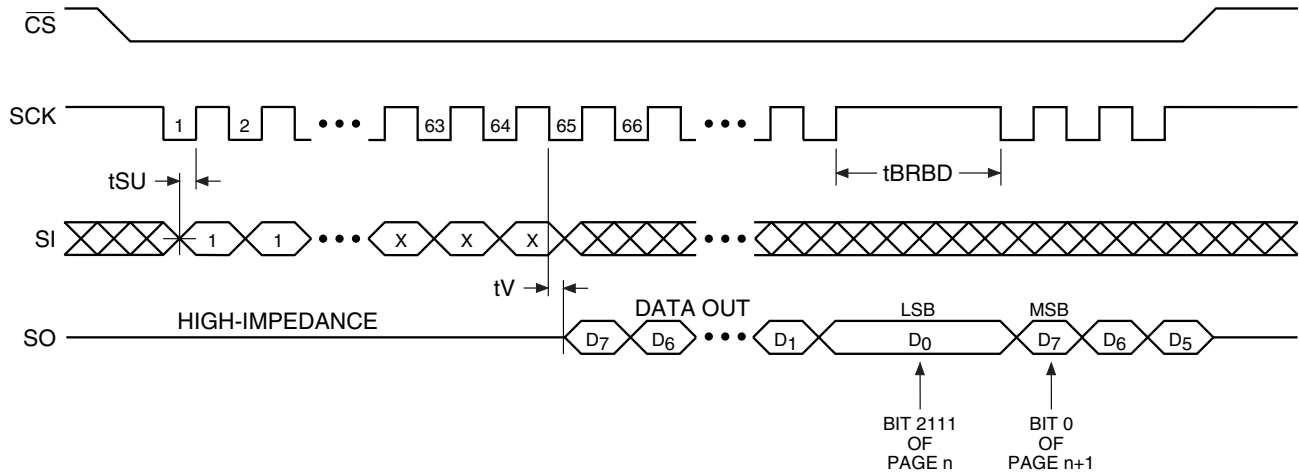 CS
SCK
1 2 ••• 63 64 65 66 •••
tSU
tBRBD
SI
1 1 ••• X X X •••
tV
HIGH-IMPEDANCE
DATA OUT
LSB
MSB
SO
D7 D6 ••• D1 D0 D7 D6 D5
BIT 2111
OF
PAGE n
BIT 0
OF
PAGE n+1